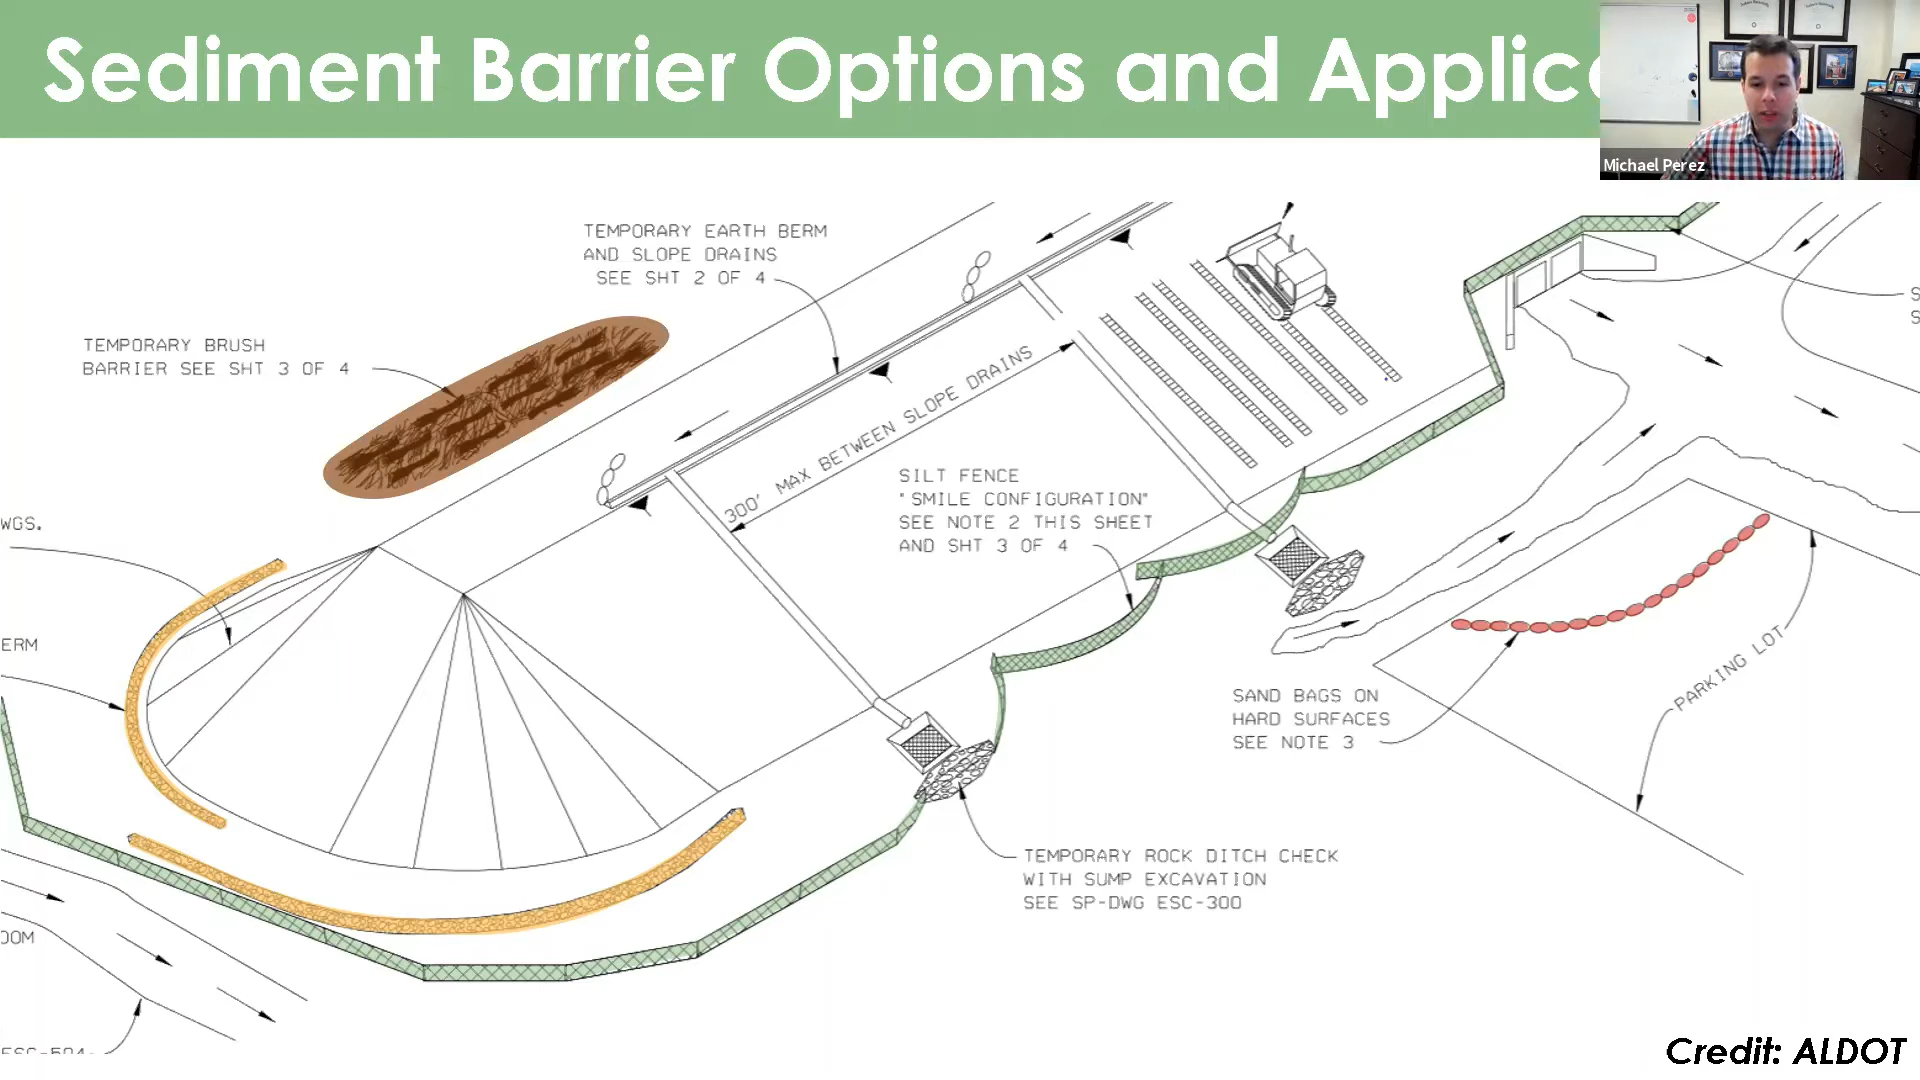 Sediment Barrier Options and Applic
Michael Perez
TEMPORARY EARTH BERM
AND SLOPE DRAINS
SEE SHT 2 OF 4
TEMPORARY BRUSH
BARRIER SEE SHT 3 OF 4
300' MAX BETWEEN SLOPE DRAINS
SILT FENCE
"SMILE CONFIGURATION"
SEE NOTE 2 THIS SHEET
AND SHT 3 OF 4
WGS.
ERM
SAND BAGS ON
HARD SURFACES
SEE NOTE 3
PARKING LOT
TEMPORARY ROCK DITCH CHECK
WITH SUMP EXCAVATION
SEE SP-DWG ESC-300
OOM
S
S
Credit: ALDOT